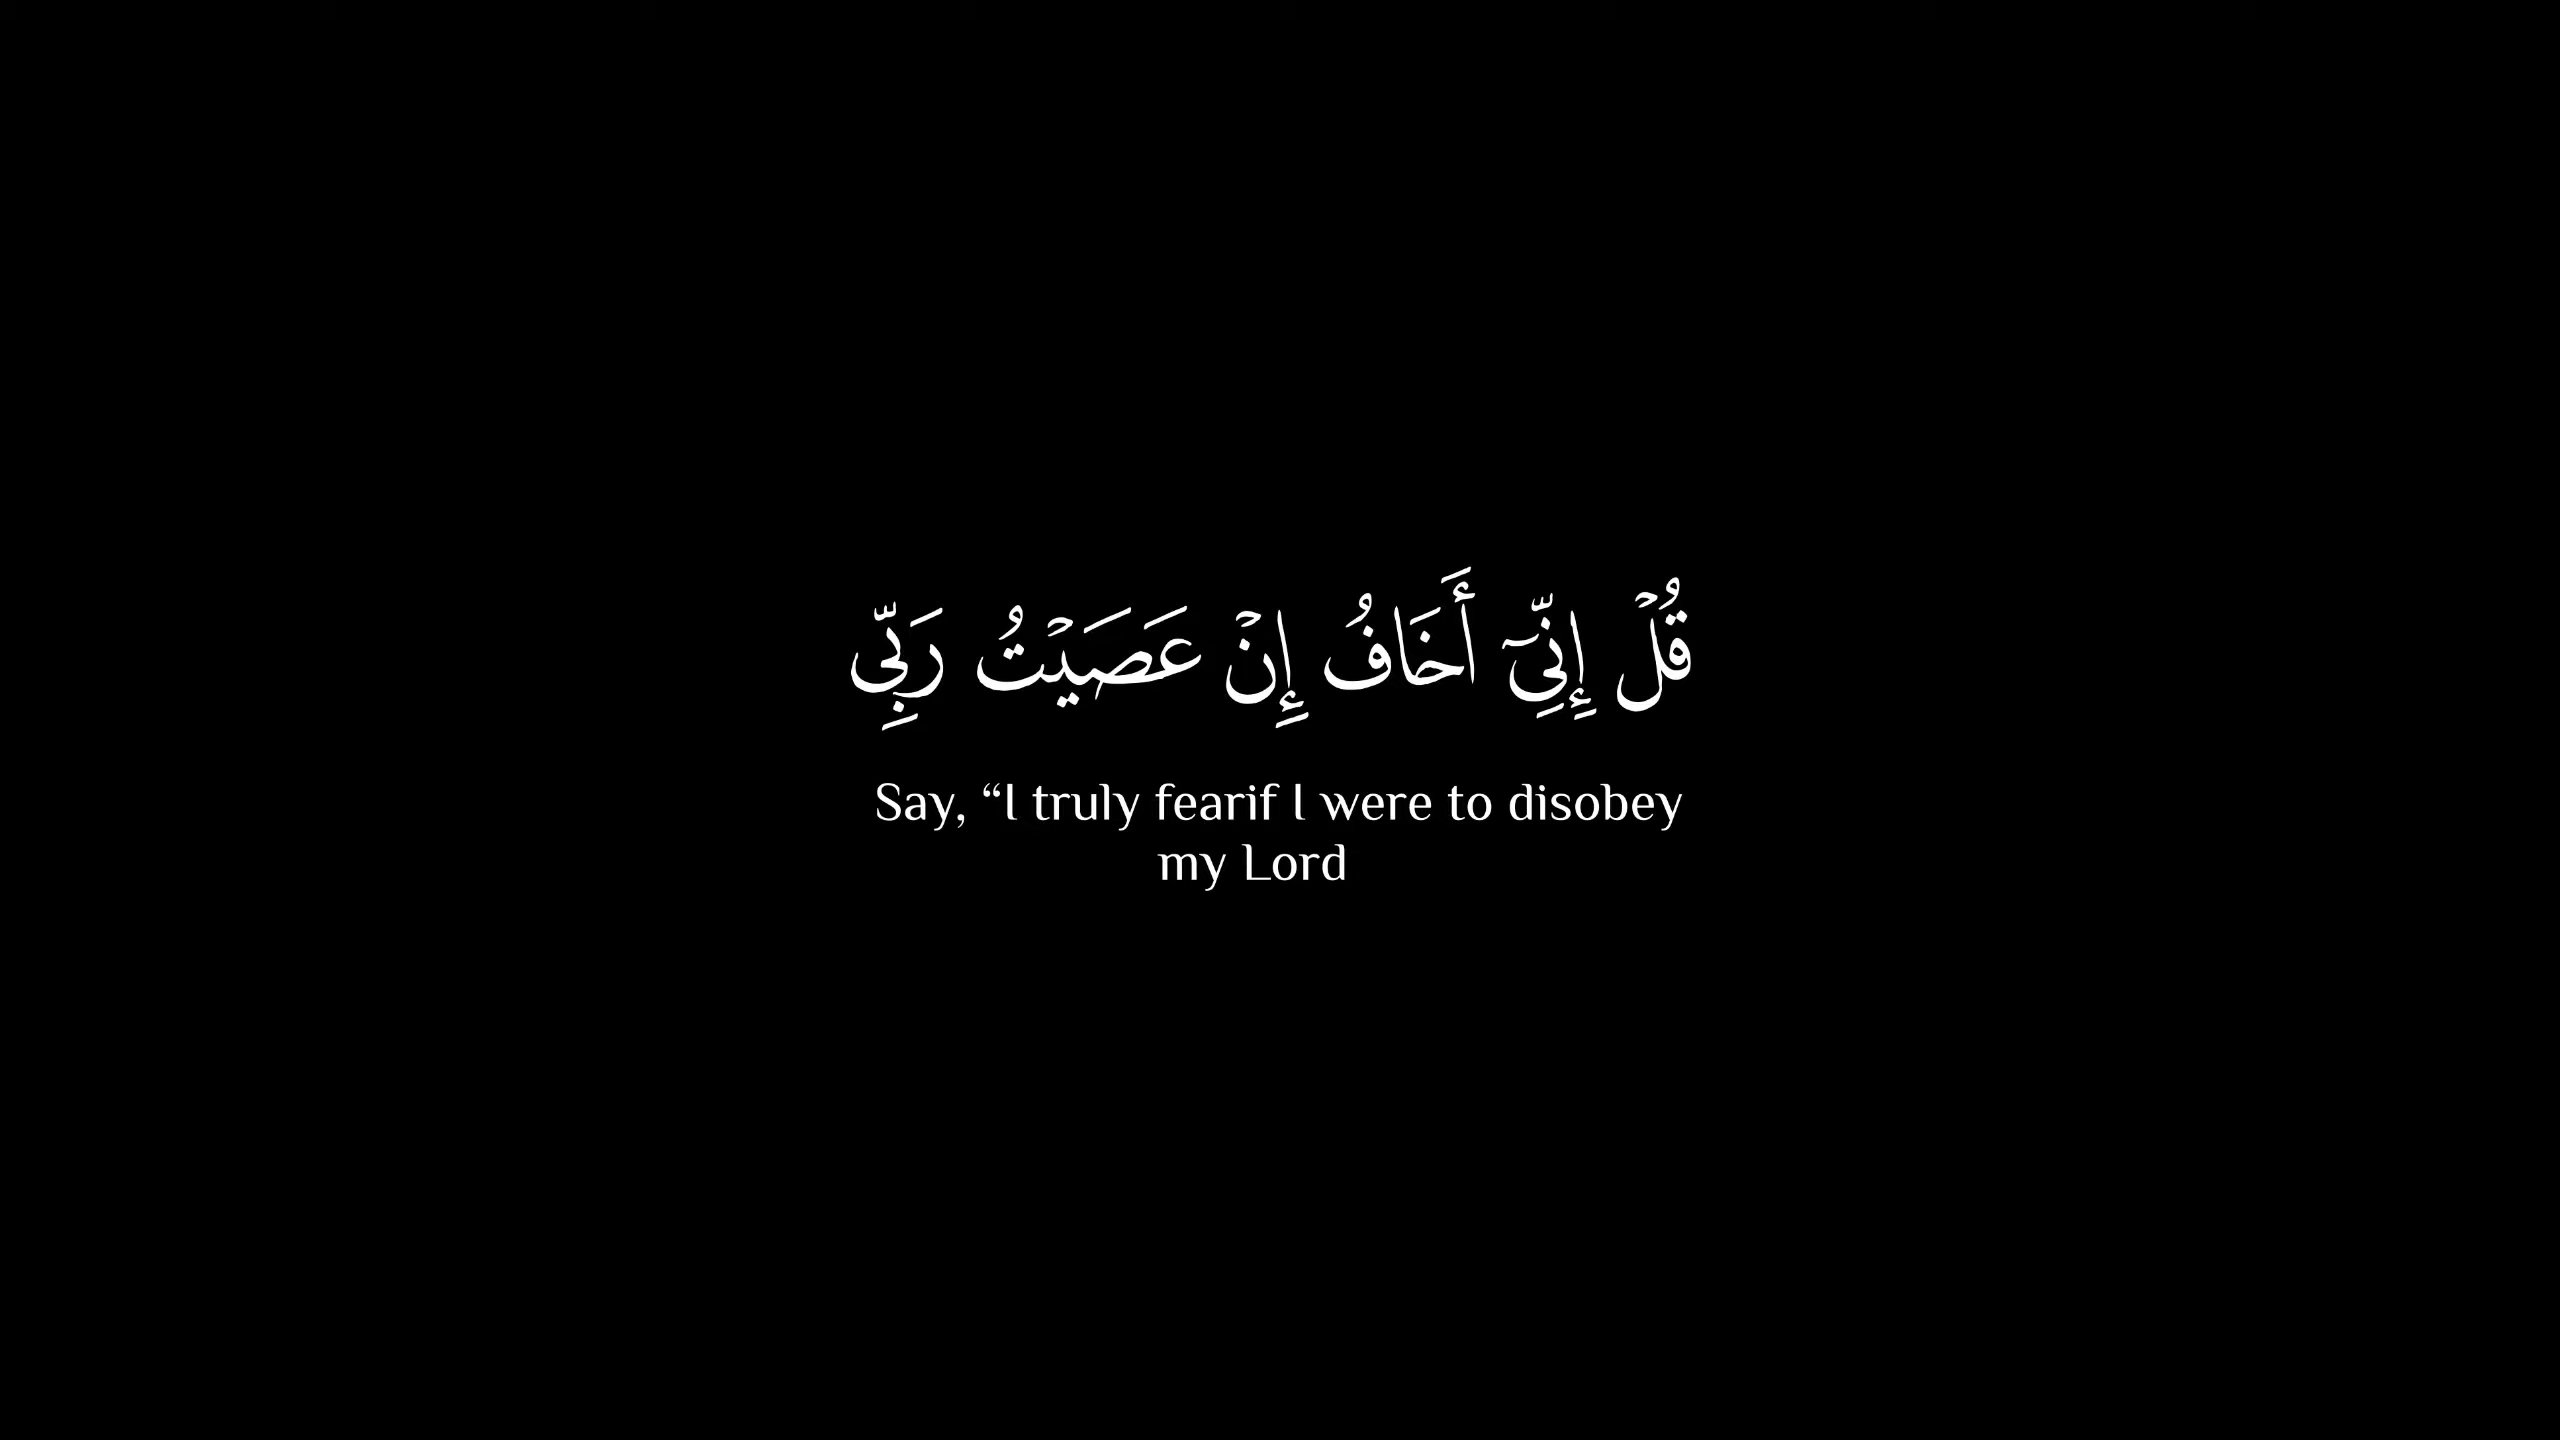 قُلۡ إِنِّيٓ أَخَافُ إِنۡ عَصَيۡتُ رَبِّي
Say, “I truly fearif I were to disobey
my Lord